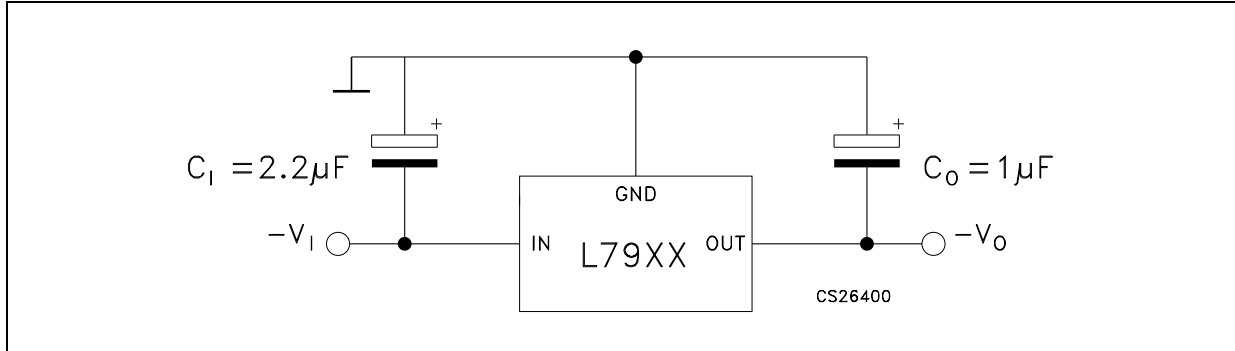 + +
C_I = 2.2µF
C_O = 1µF
GND
-V_I
IN
L79XX
OUT
-V_O
CS26400